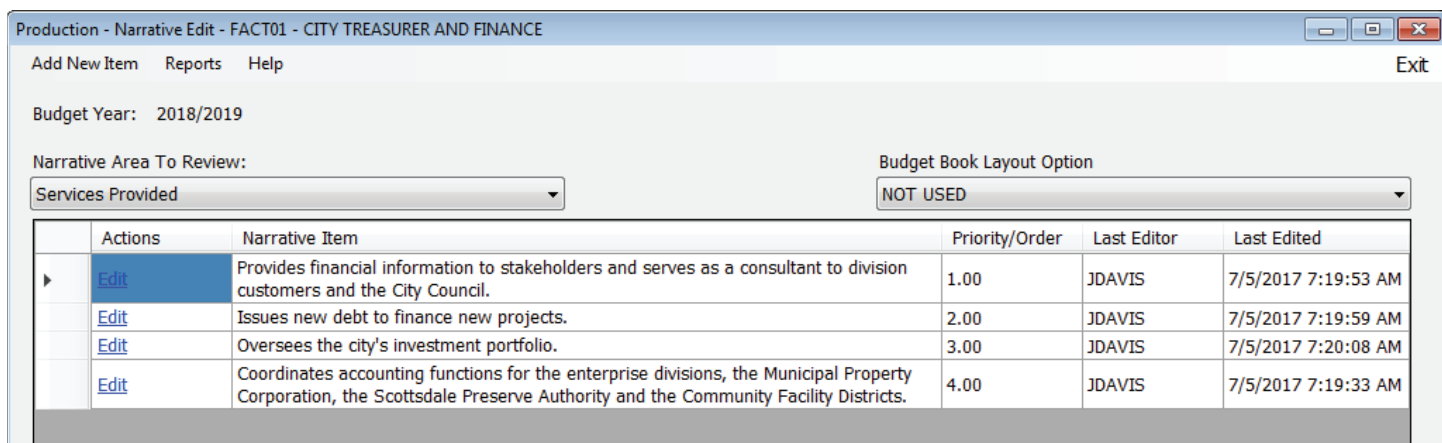 Production - Narrative Edit - FACT01 - CITY TREASURER AND FINANCE
Add New Item Reports Help Exit
Budget Year: 2018/2019
Narrative Area To Review: Budget Book Layout Option
Services Provided NOT USED
Actions Narrative Item Priority/Order Last Editor Last Edited
Edit Provides financial information to stakeholders and serves as a consultant to division
customers and the City Council. 1.00 JDAVIS 7/5/2017 7:19:53 AM
Edit Issues new debt to finance new projects. 2.00 JDAVIS 7/5/2017 7:19:59 AM
Edit Oversees the city's investment portfolio. 3.00 JDAVIS 7/5/2017 7:20:08 AM
Edit Coordinates accounting functions for the enterprise divisions, the Municipal Property
Corporation, the Scottsdale Preserve Authority and the Community Facility Districts. 4.00 JDAVIS 7/5/2017 7:19:33 AM